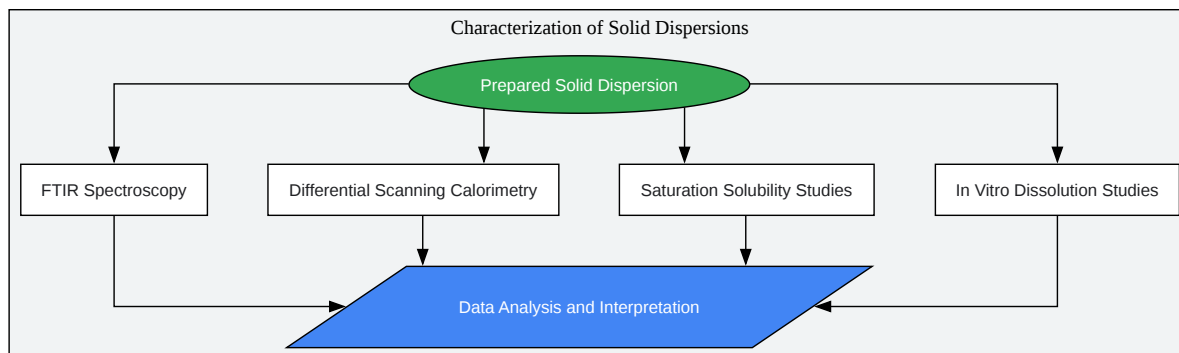 Characterization of Solid Dispersions
Prepared Solid Dispersion
FTIR Spectroscopy
Differential Scanning Calorimetry
Saturation Solubility Studies
In Vitro Dissolution Studies
Data Analysis and Interpretation